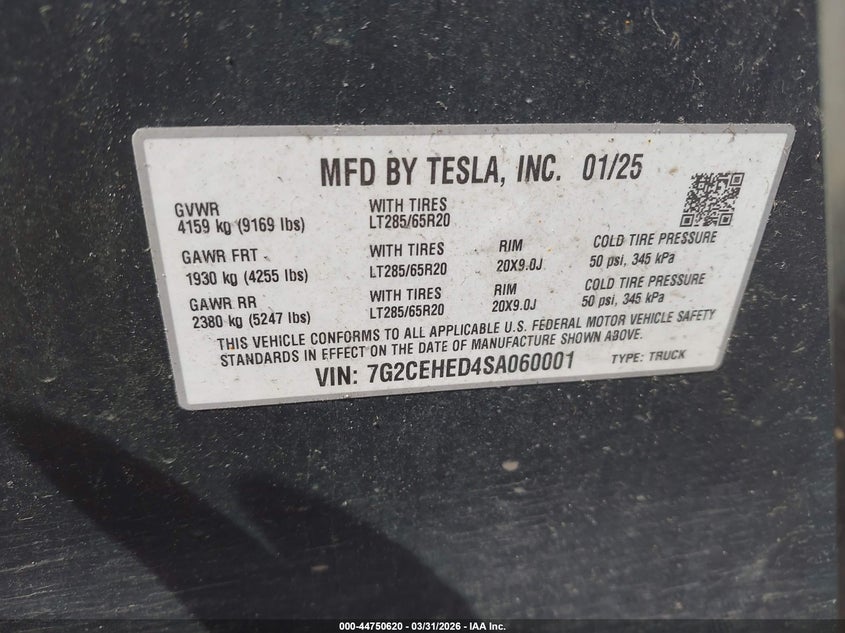 MFD BY TESLA, INC. 01/25
GVWR
4159 kg (9169 lbs)
WITH TIRES
LT285/65R20
GAWR FRT
1930 kg (4255 lbs)
WITH TIRES
LT285/65R20
RIM
20X9.0J
COLD TIRE PRESSURE
50 psi, 345 kPa
GAWR RR
2380 kg (5247 lbs)
WITH TIRES
LT285/65R20
RIM
20X9.0J
COLD TIRE PRESSURE
50 psi, 345 kPa
THIS VEHICLE CONFORMS TO ALL APPLICABLE U.S. FEDERAL MOTOR VEHICLE SAFETY
STANDARDS IN EFFECT ON THE DATE OF MANUFACTURE SHOWN ABOVE.
VIN: 7G2CEHED4SA060001 TYPE: TRUCK
000-44750620 - 03/31/2026 - IAA Inc.